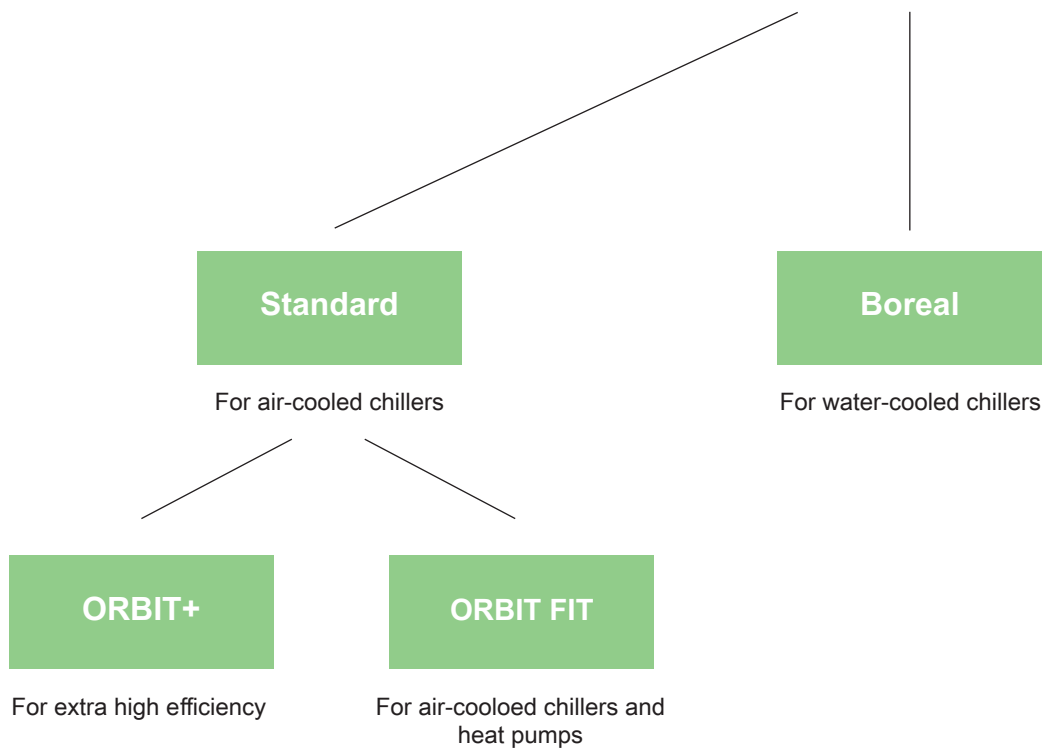 Standard
Boreal
For air-cooled chillers
For water-cooled chillers
ORBIT+
ORBIT FIT
For extra high efficiency
For air-cooloed chillers and
heat pumps